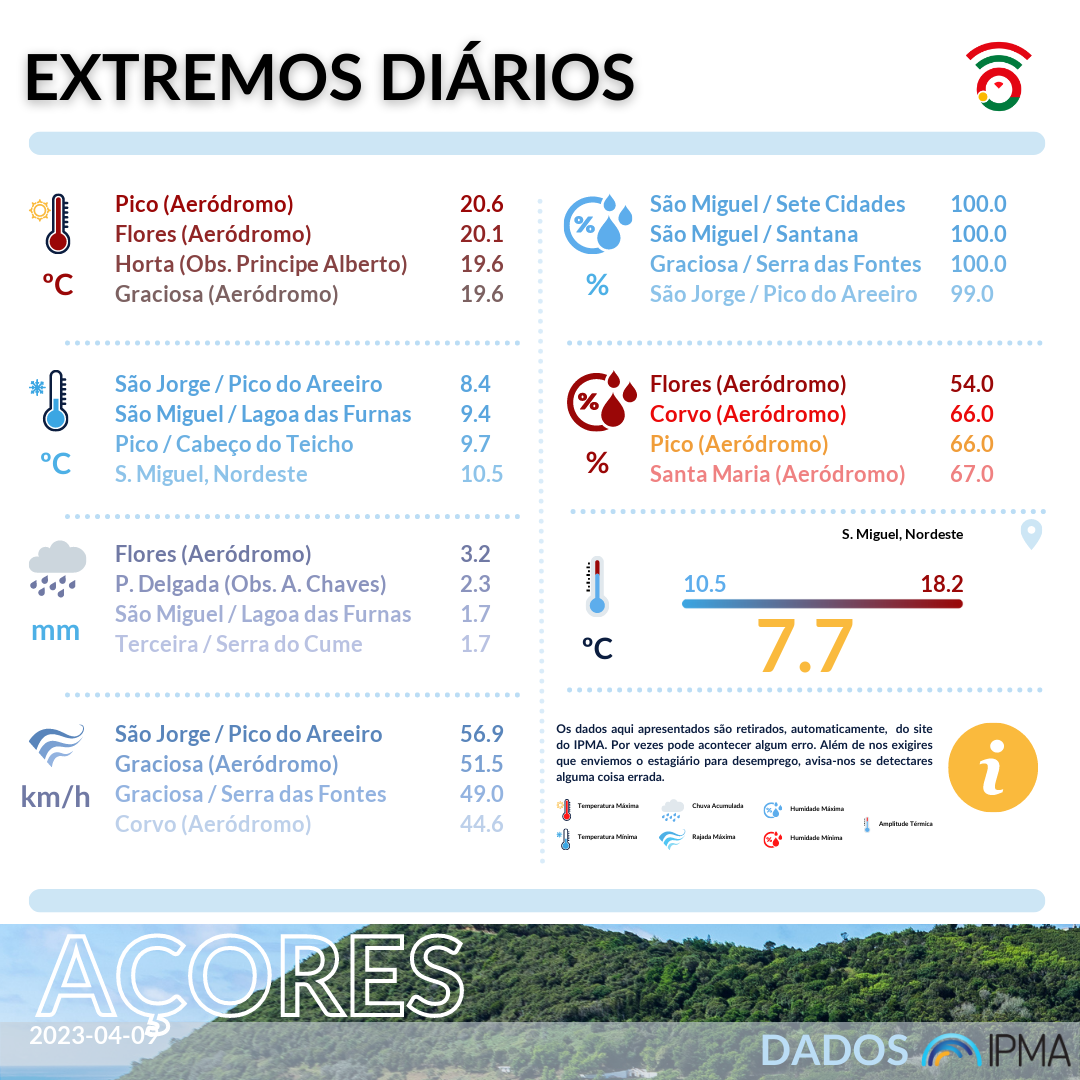 EXTREMOS DIÁRIOS
Pico (Aeródromo) 20.6
Flores (Aeródromo) 20.1
Horta (Obs. Principe Alberto) 19.6
Graciosa (Aeródromo) 19.6
ºC
São Jorge / Pico do Areeiro 8.4
São Miguel / Lagoa das Furnas 9.4
Pico / Cabeço do Teicho 9.7
S. Miguel, Nordeste 10.5
ºC
Flores (Aeródromo) 3.2
P. Delgada (Obs. A. Chaves) 2.3
São Miguel / Lagoa das Furnas 1.7
Terceira / Serra do Cume 1.7
mm
São Jorge / Pico do Areeiro 56.9
Graciosa (Aeródromo) 51.5
Graciosa / Serra das Fontes 49.0
Corvo (Aeródromo) 44.6
km/h
%
São Miguel / Sete Cidades 100.0
São Miguel / Santana 100.0
Graciosa / Serra das Fontes 100.0
São Jorge / Pico do Areeiro 99.0
%
%
Flores (Aeródromo) 54.0
Corvo (Aeródromo) 66.0
Pico (Aeródromo) 66.0
Santa Maria (Aeródromo) 67.0
%
S. Miguel, Nordeste
10.5 18.2
7.7
ºC
Os dados aqui apresentados são retirados, automaticamente, do site
do IPMA. Por vezes pode acontecer algum erro. Além de nos exigires
que enviemos o estagiário para desemprego, avisa-nos se detectares
alguma coisa errada.
i
Temperatura Máxima Chuva Acumulada Humidade Máxima
Amplitude Térmica
Temperatura Mínima Rajada Máxima Humidade Mínima
AÇORES
2023-04-09
DADOS IPMA